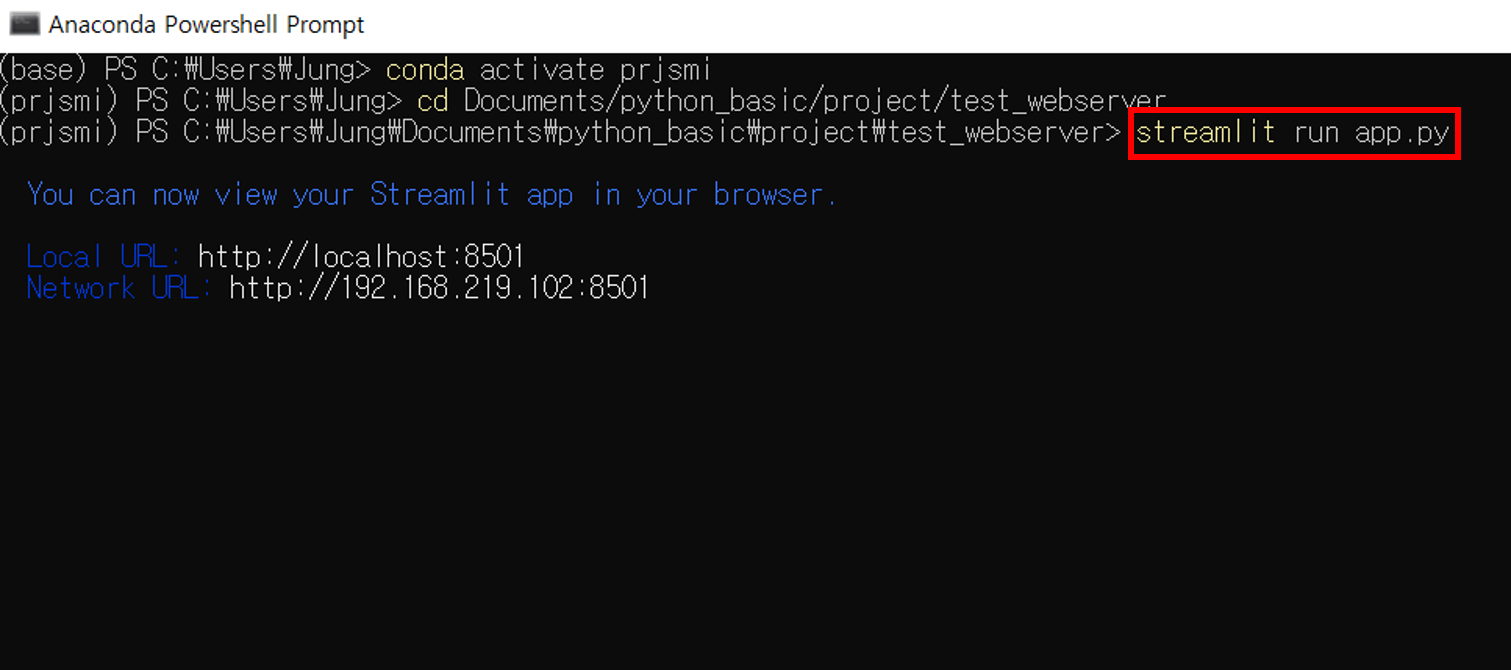 Anaconda Powershell Prompt
(base) PS C:₩Users₩Jung> conda activate prjsmi
(prjsmi) PS C:₩Users₩Jung> cd Documents/python_basic/project/test_webserver
(prjsmi) PS C:₩Users₩Jung₩Documents₩python_basic₩project₩test_webserver> streamlit run app.py
You can now view your Streamlit app in your browser.
Local URL: http://localhost:8501
Network URL: http://192.168.219.102:8501